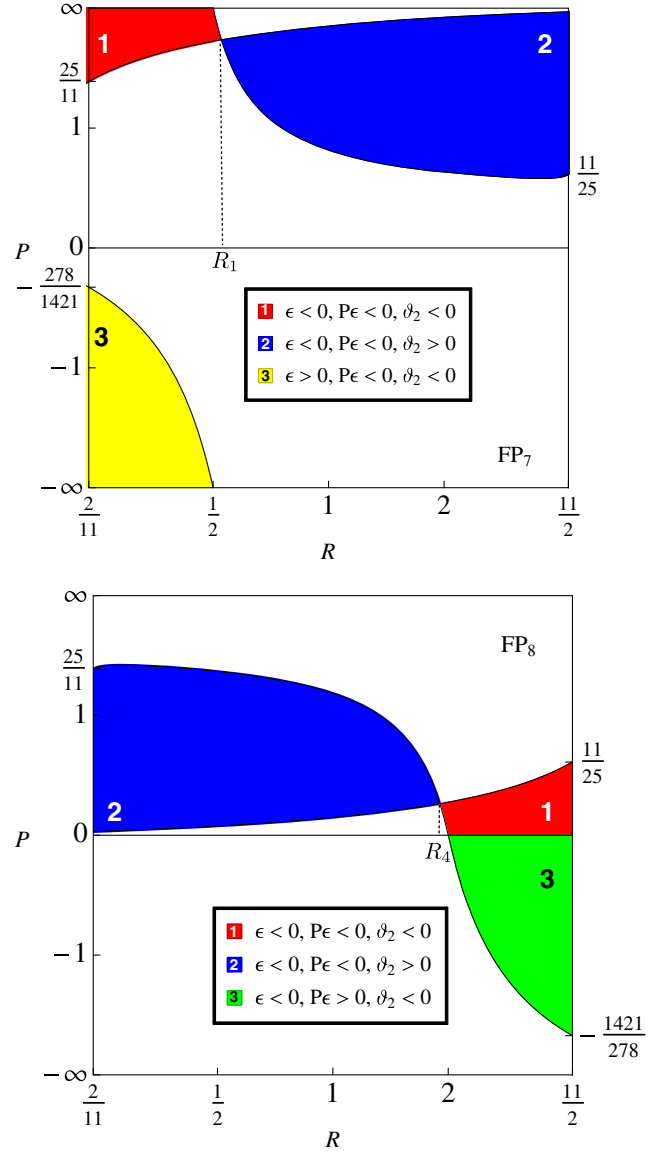 ∞
1
2
25/11
1
11/25
P
0
R₁
− 278/1421
1 ϵ < 0, Pϵ < 0, ϑ₂ < 0
2 ϵ < 0, Pϵ < 0, ϑ₂ > 0
3 ϵ > 0, Pϵ < 0, ϑ₂ < 0
3
−1
FP₇
−∞
2/11 1/2 1 2 11/2
R
∞
FP₈
25/11
1
11/25
2
1
P
0
R₄
3
1 ϵ < 0, Pϵ < 0, ϑ₂ < 0
2 ϵ < 0, Pϵ < 0, ϑ₂ > 0
3 ϵ < 0, Pϵ > 0, ϑ₂ < 0
−1
− 1421/278
−∞
2/11 1/2 1 2 11/2
R